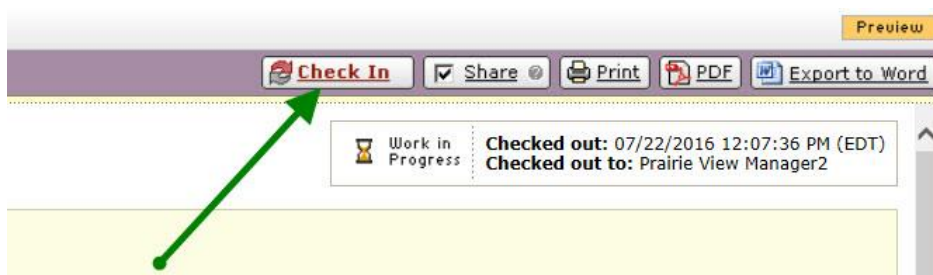 Preview
Check In Share Print PDF Export to Word
Work in Progress
Checked out: 07/22/2016 12:07:36 PM (EDT)
Checked out to: Prairie View Manager2